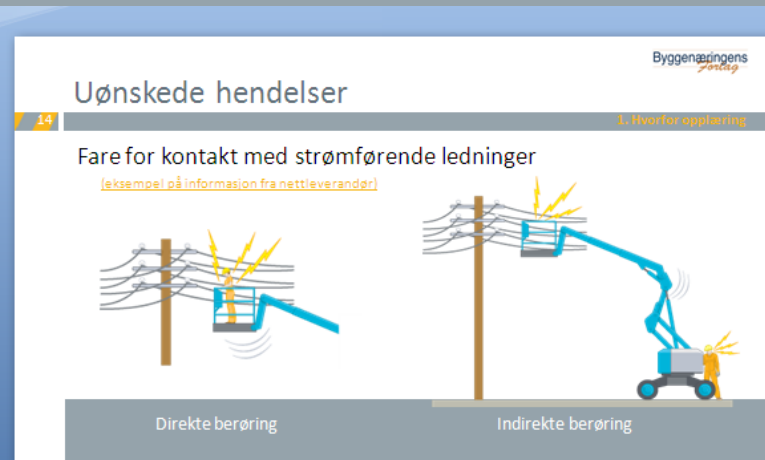 Byggenæringens
Forlag
Uønskede hendelser
14
1. Hvorfor opplæring
Fare for kontakt med strømførende ledninger
(eksempel på informasjon fra nettleverandør)
Direkte berøring
Indirekte berøring